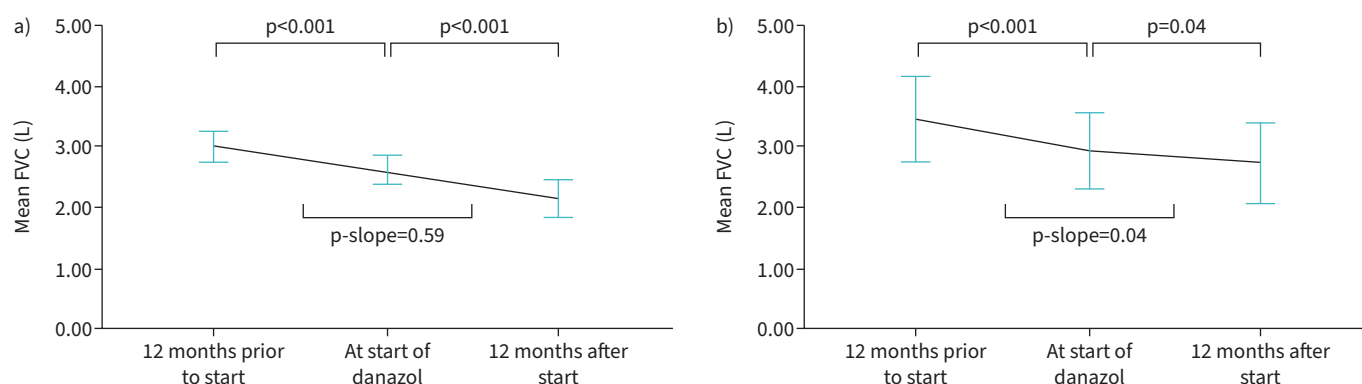 a)
Mean FVC (L)
5.00
4.00
3.00
2.00
1.00
0.00
p<0.001
p<0.001
p-slope=0.59
12 months prior
to start
At start of
danazol
12 months after
start
b)
Mean FVC (L)
5.00
4.00
3.00
2.00
1.00
0.00
p<0.001
p=0.04
p-slope=0.04
12 months prior
to start
At start of
danazol
12 months after
start